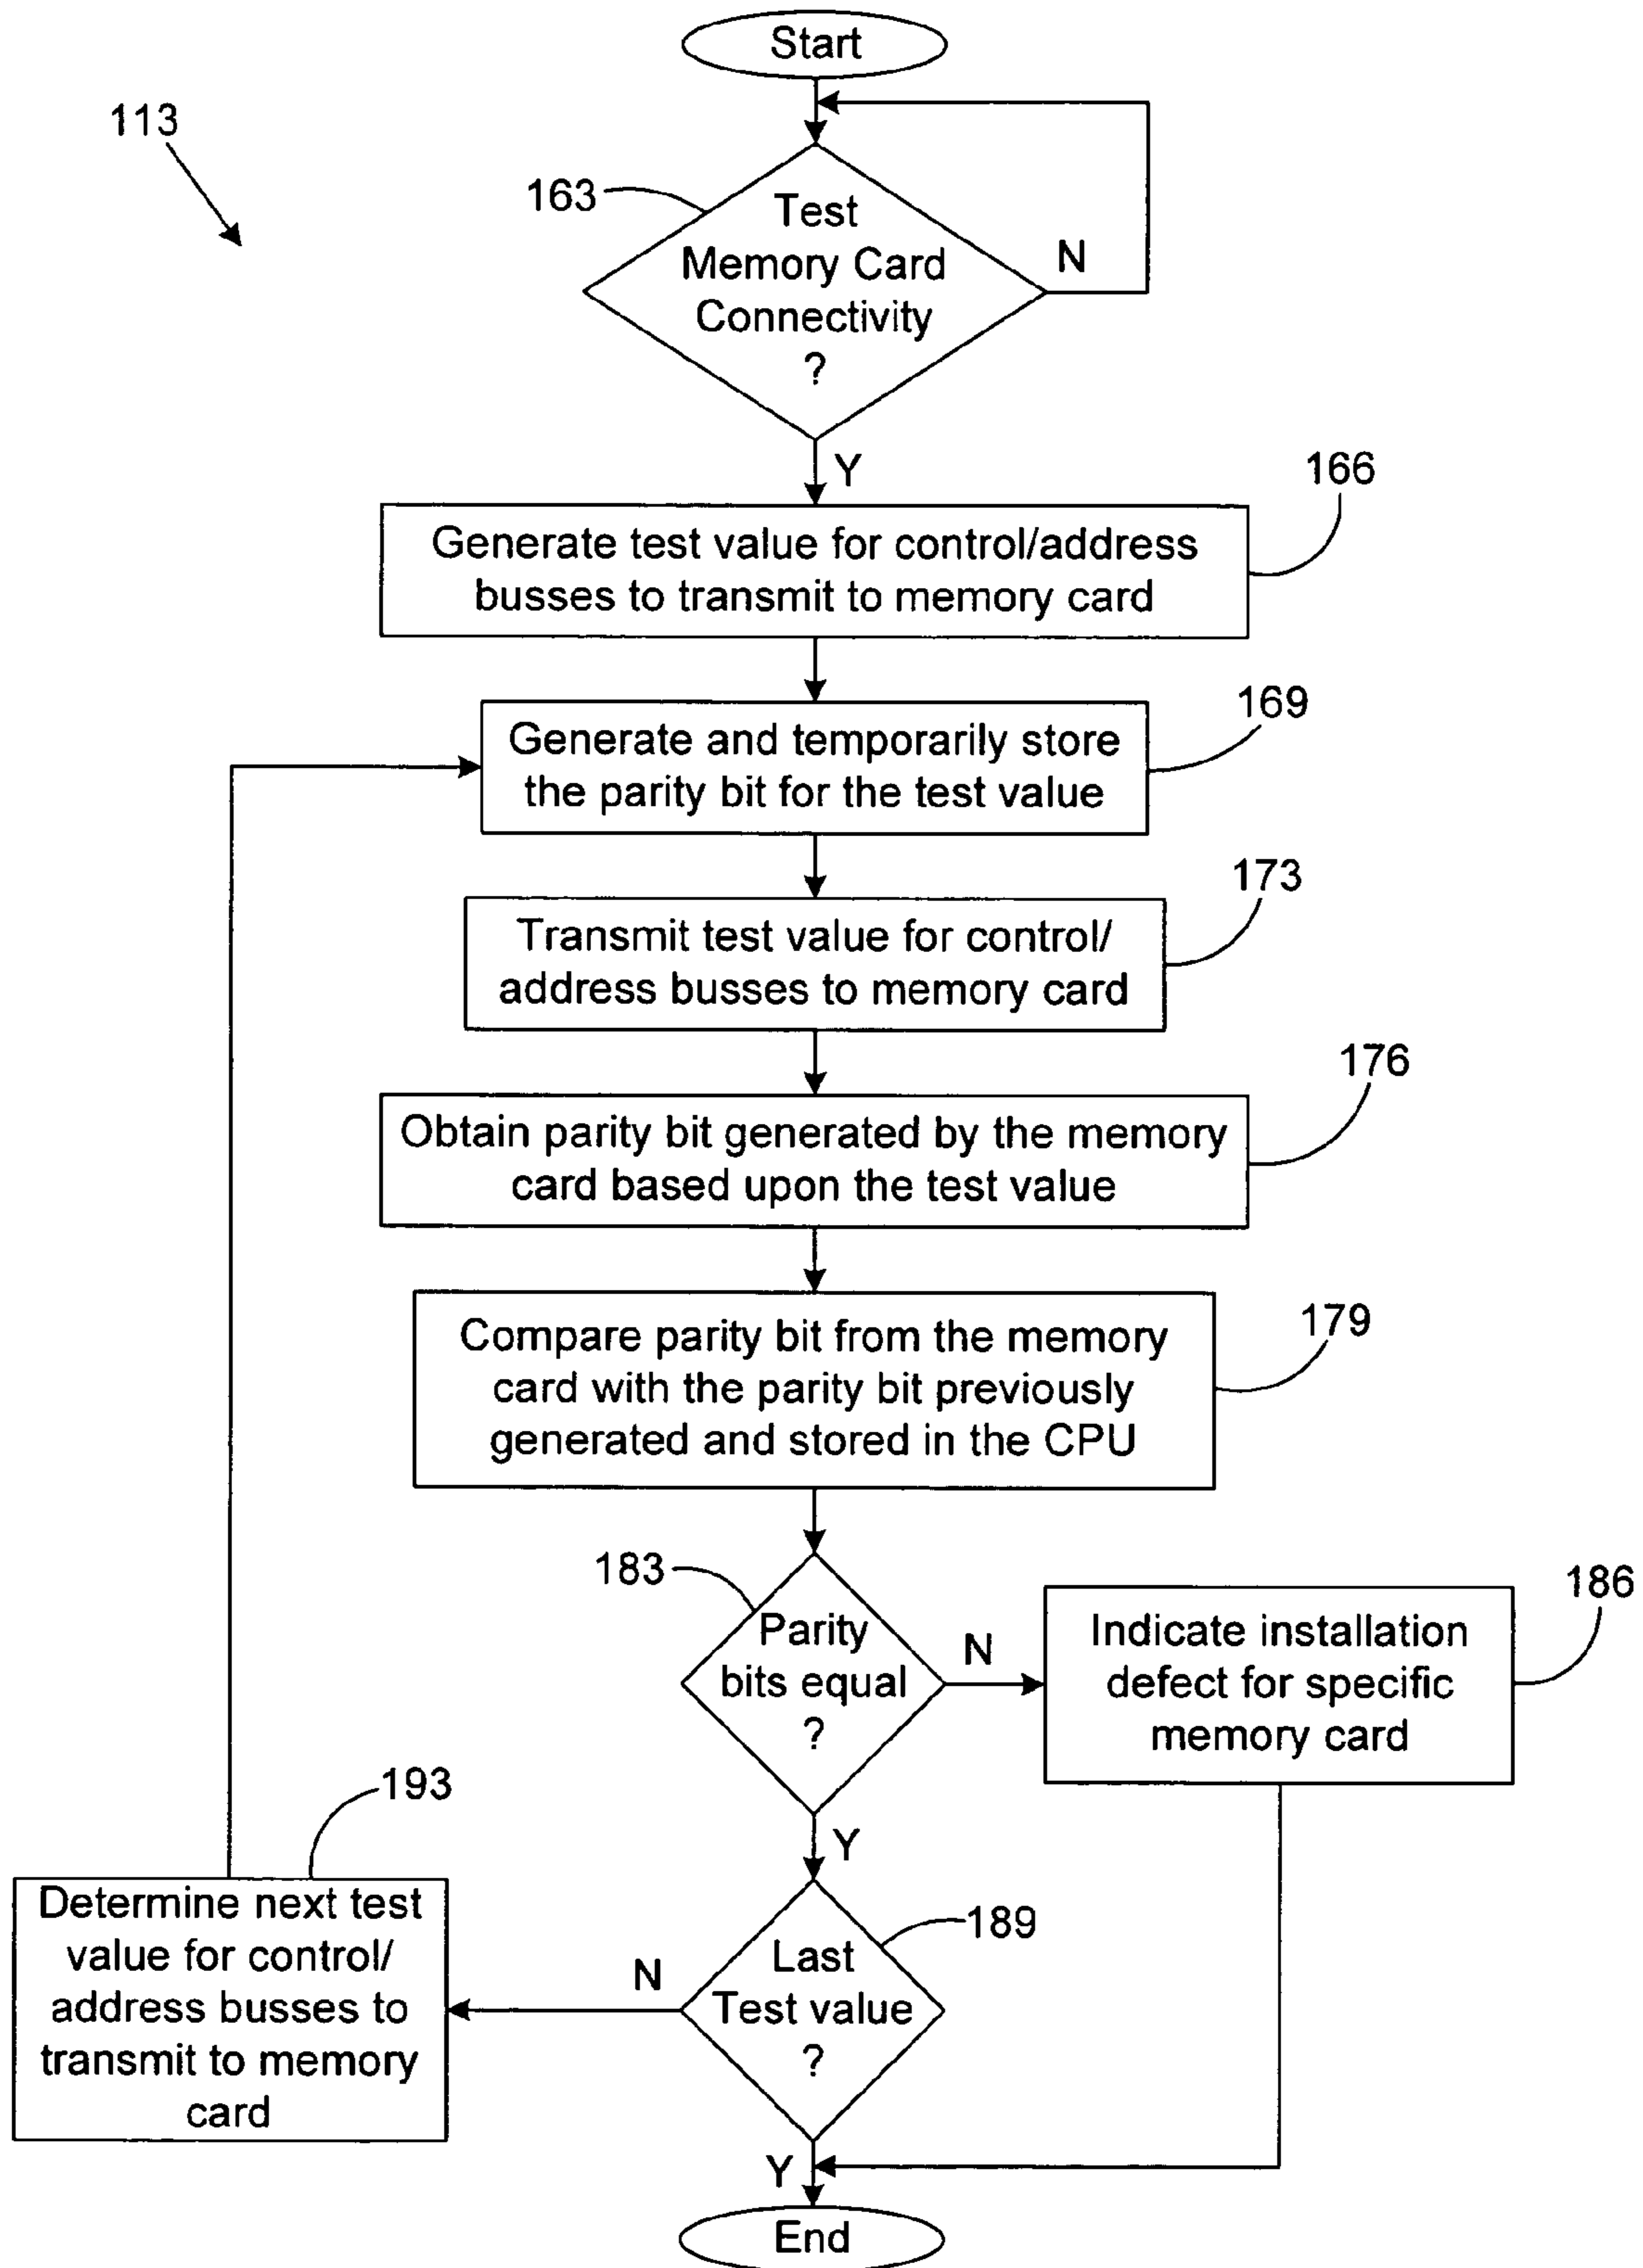 Start
113
163
Test
Memory Card
Connectivity
?
N
Y
166
Generate test value for control/address
busses to transmit to memory card
169
Generate and temporarily store
the parity bit for the test value
173
Transmit test value for control/
address busses to memory card
176
Obtain parity bit generated by the memory
card based upon the test value
179
Compare parity bit from the memory
card with the parity bit previously
generated and stored in the CPU
183
Parity
bits equal
?
N
186
Indicate installation
defect for specific
memory card
Y
193
Determine next test
value for control/
address busses to
transmit to memory
card
189
Last
Test value
?
N
Y
End